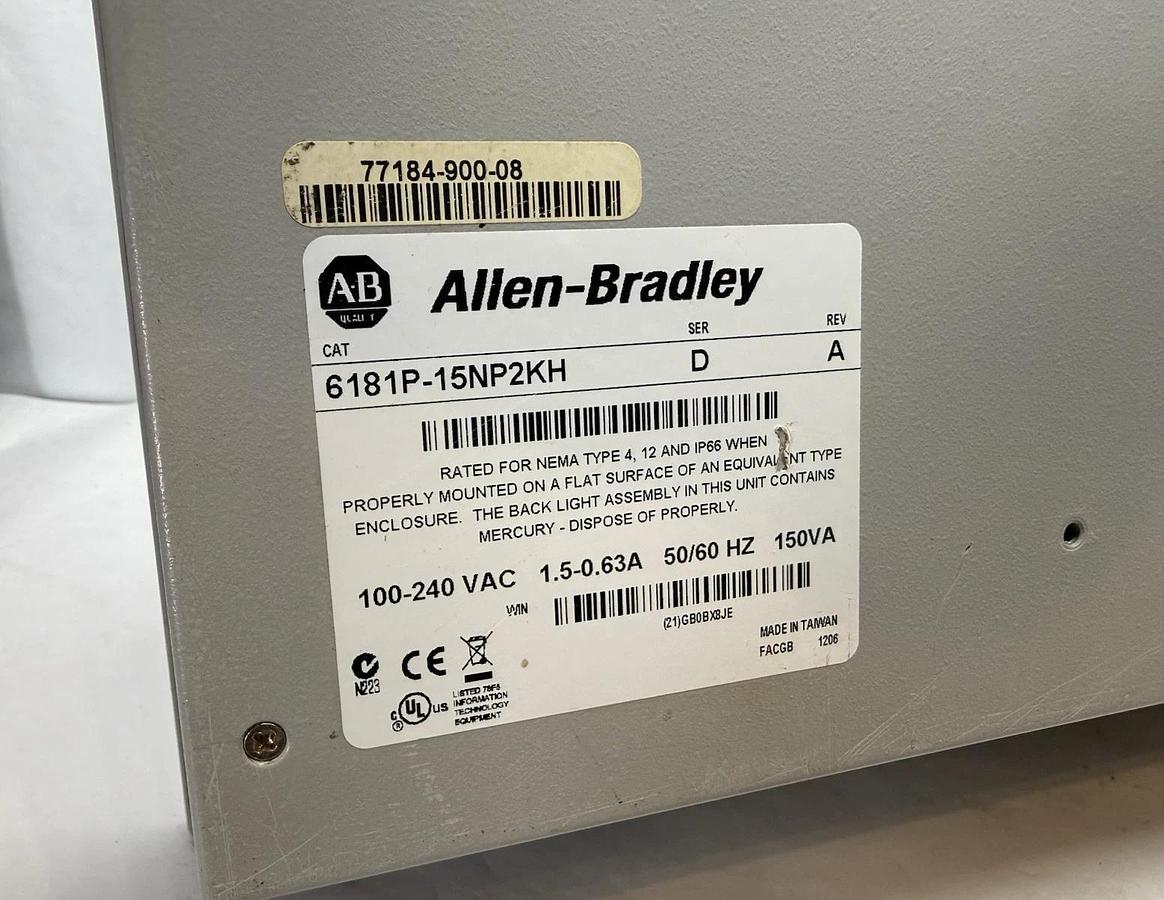 77184-900-08
A·B
QUALITY
Allen-Bradley
CAT
SER
REV
6181P-15NP2KH
D
A
RATED FOR NEMA TYPE 4, 12 AND IP66 WHEN
PROPERLY MOUNTED ON A FLAT SURFACE OF AN EQUIVALENT TYPE
ENCLOSURE. THE BACK LIGHT ASSEMBLY IN THIS UNIT CONTAINS
MERCURY - DISPOSE OF PROPERLY.
100-240 VAC 1.5-0.63A 50/60 HZ 150VA
WIN
(21)GB0BX8JE
MADE IN TAIWAN
FACGB 1206
N223
CE
c UL US
®
LISTED 78F5
INFORMATION
TECHNOLOGY
EQUIPMENT